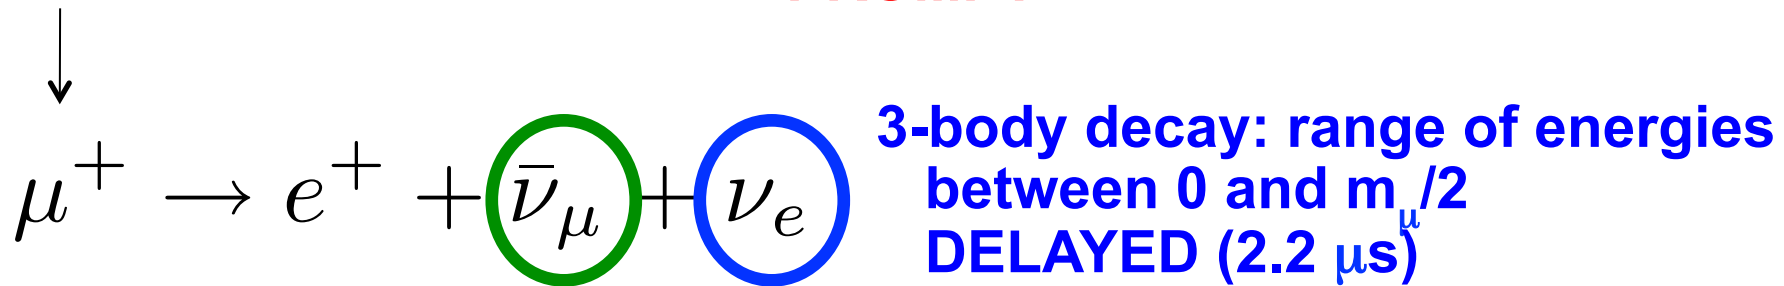 μ⁺ → e⁺ + ν̄_μ + ν_e
3-body decay: range of energies
between 0 and m_μ/2
DELAYED (2.2 μs)